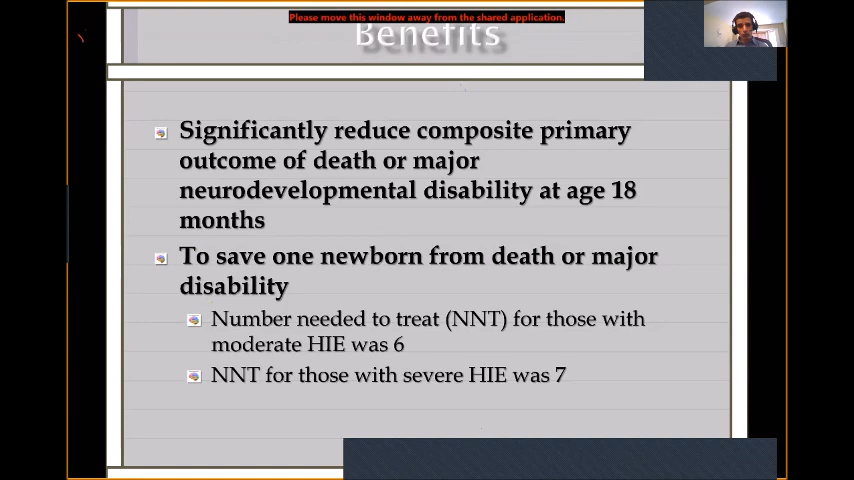 Please move this window away from the shared application.
Benefits
Significantly reduce composite primary
outcome of death or major
neurodevelopmental disability at age 18
months
To save one newborn from death or major
disability
Number needed to treat (NNT) for those with
moderate HIE was 6
NNT for those with severe HIE was 7